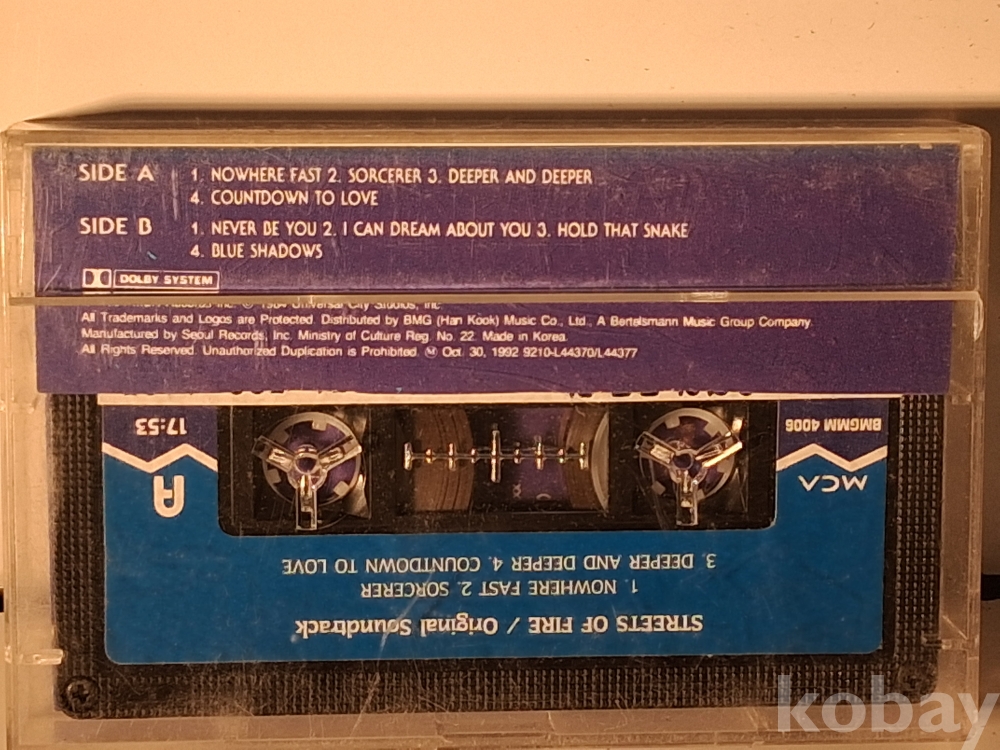 SIDE A
1. NOWHERE FAST 2. SORCERER 3. DEEPER AND DEEPER
4. COUNTDOWN TO LOVE
SIDE B
1. NEVER BE YOU 2. I CAN DREAM ABOUT YOU 3. HOLD THAT SNAKE
4. BLUE SHADOWS
DOLBY SYSTEM
Records Inc. © 1984 Universal City Studios, Inc.
All Trademarks and Logos are Protected. Distributed by BMG (Han Kook) Music Co., Ltd., A Bertelsmann Music Group Company.
Manufactured by Seoul Records, Inc. Ministry of Culture Reg. No. 22. Made in Korea.
All Rights Reserved. Unauthorized Duplication is Prohibited. Ⓜ Oct. 30, 1992 9210-L44370/L44377
STREETS OF FIRE / Original Soundtrack
1. NOWHERE FAST 2. SORCERER
3. DEEPER AND DEEPER 4. COUNTDOWN TO LOVE
MCA
A
BMGMM 4006
17:53
kobay